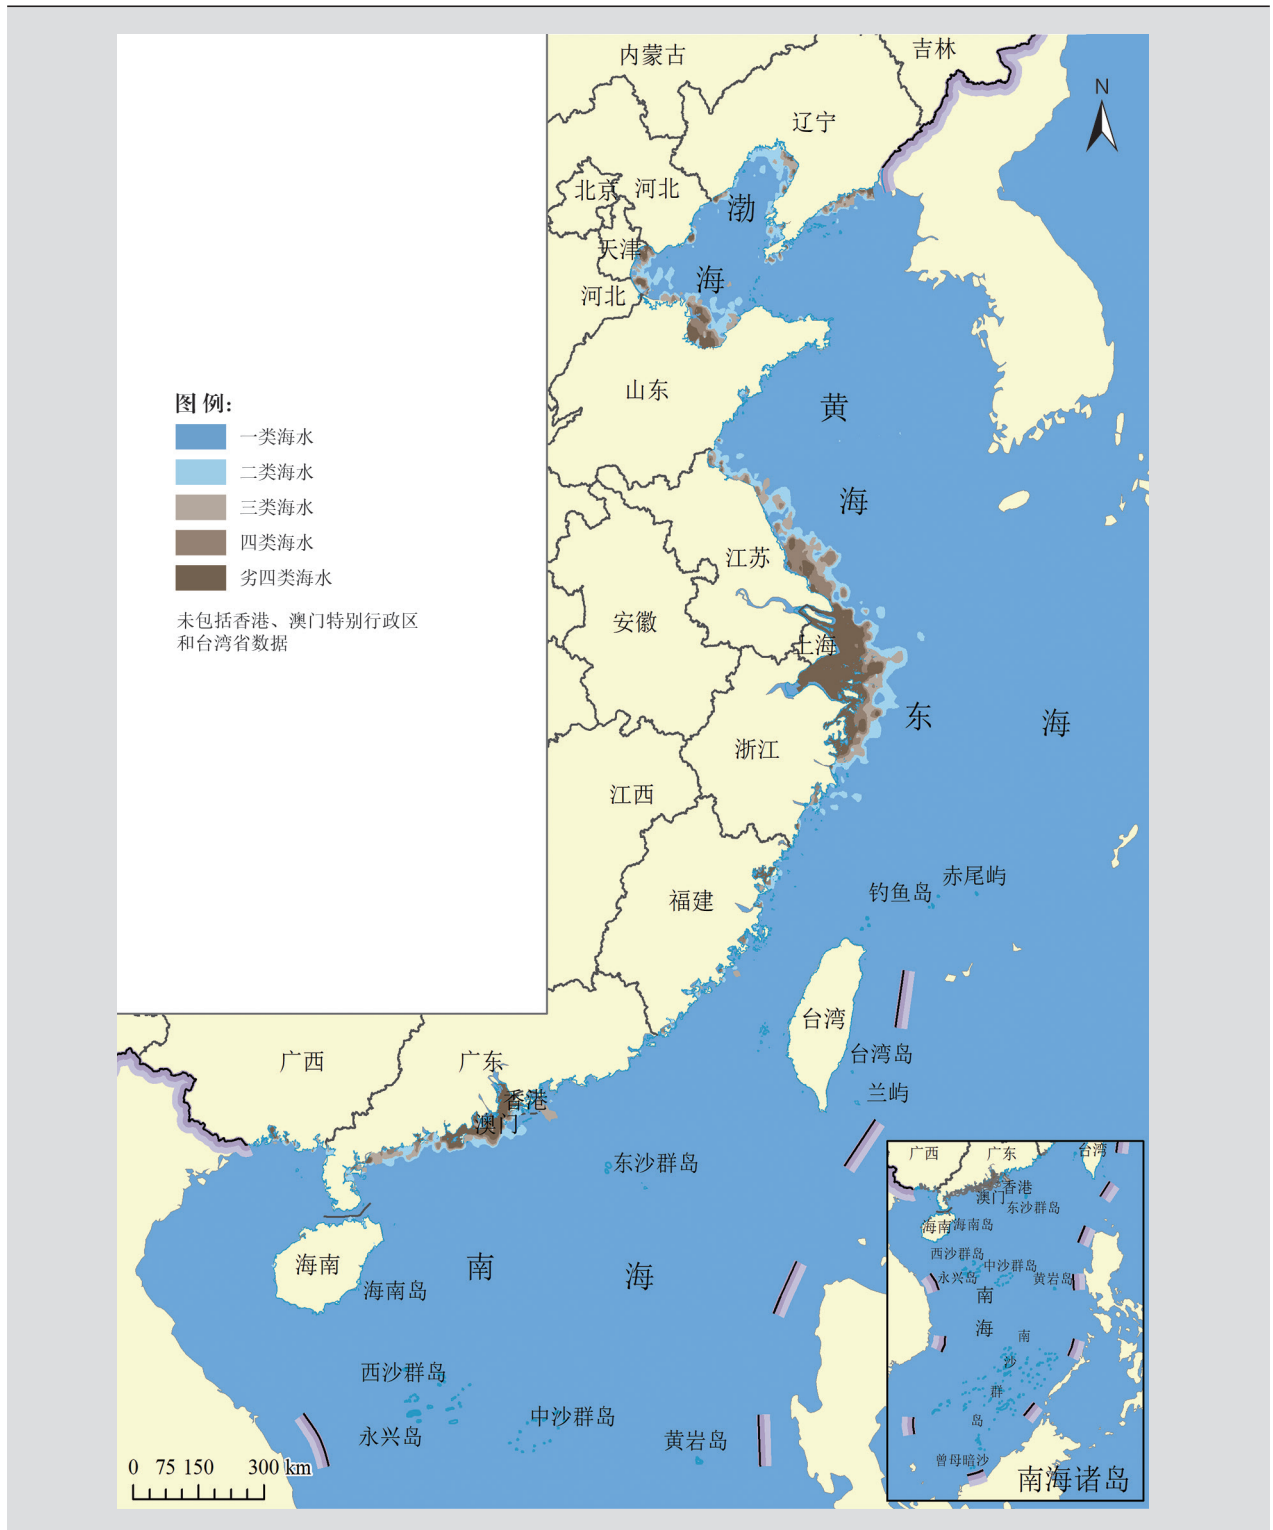 内蒙古
吉林
N
辽宁
北京
河北
渤
天津
海
河北
山东
黄
图 例:
一类海水
二类海水
三类海水
四类海水
劣四类海水
未包括香港、澳门特别行政区
和台湾省数据
海
江苏
安徽
上海
东
海
浙江
江西
赤尾屿
钓鱼岛
福建
台湾
台湾岛
兰屿
广西
广东
香港
澳门
东沙群岛
海南
海南岛
南
海
西沙群岛
永兴岛
中沙群岛
黄岩岛
0 75 150 300 km
广西
广东
台湾
香港
澳门
东沙群岛
海南
海南岛
西沙群岛
中沙群岛
永兴岛
黄岩岛
南
海
南
沙
群
岛
曾母暗沙
南海诸岛